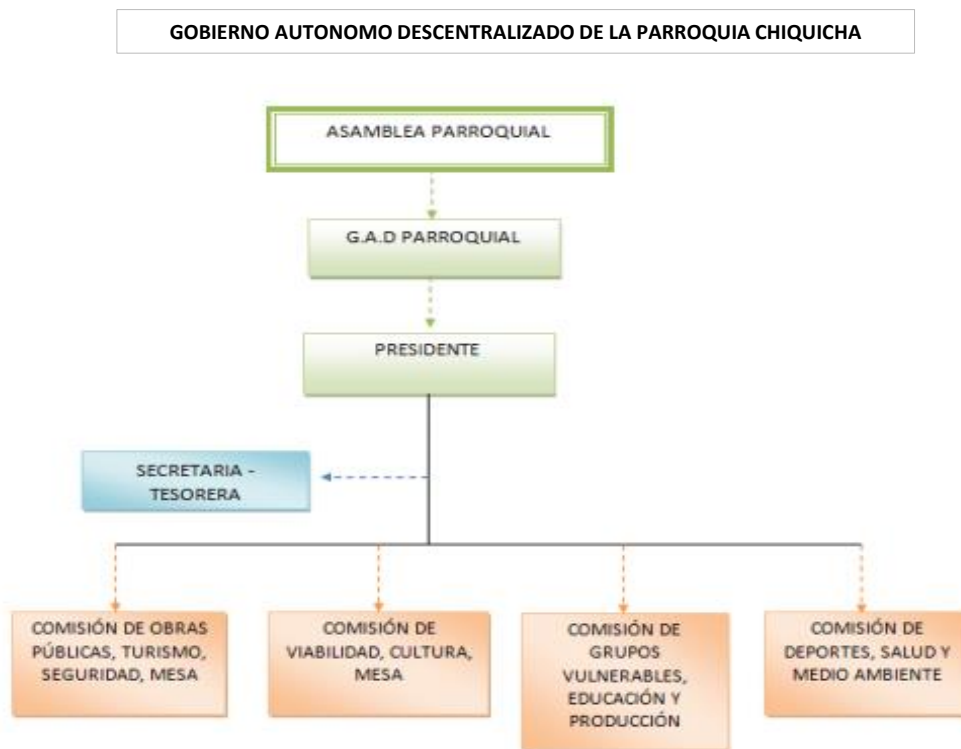 GOBIERNO AUTONOMO DESCENTRALIZADO DE LA PARROQUIA CHIQUICHA
ASAMBLEA PARROQUIAL
G.A.D PARROQUIAL
PRESIDENTE
SECRETARIA -
TESORERA
COMISIÓN DE OBRAS
PÚBLICAS, TURISMO,
SEGURIDAD, MESA
COMISIÓN DE
VIABILIDAD, CULTURA,
MESA
COMISIÓN DE
GRUPOS
VULNERABLES,
EDUCACIÓN Y
PRODUCCIÓN
COMISIÓN DE
DEPORTES, SALUD Y
MEDIO AMBIENTE